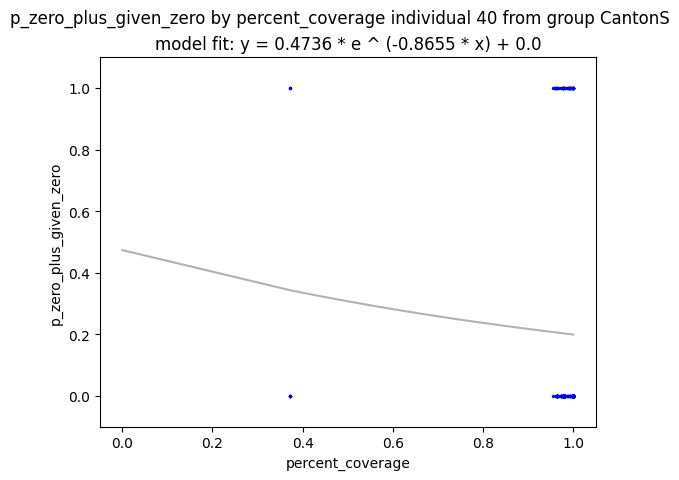 p_zero_plus_given_zero by percent_coverage individual 40 from group CantonS
model fit: y = 0.4736 * e ^ (-0.8655 * x) + 0.0
1.0
0.8
0.6
0.4
0.2
0.0
p_zero_plus_given_zero
0.0 0.2 0.4 0.6 0.8 1.0
percent_coverage